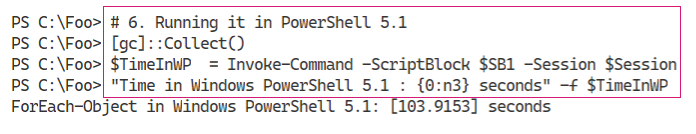 PS C:\Foo> # 6. Running it in PowerShell 5.1
PS C:\Foo> [gc]::Collect()
PS C:\Foo> $TimeInWP  = Invoke-Command -ScriptBlock $SB1 -Session $Session
PS C:\Foo> "Time in Windows PowerShell 5.1 : {0:n3} seconds" -f $TimeInWP
ForEach-Object in Windows PowerShell 5.1: [103.9153] seconds